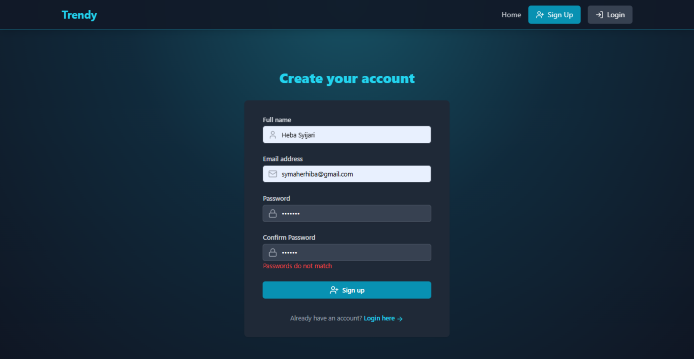 Trendy
Home
Sign Up
Login
Create your account
Full name
Heba Syijari
Email address
symaherhiba@gmail.com
Password
•••••••
Confirm Password
••••••
Passwords do not match
Sign up
Already have an account? Login here →